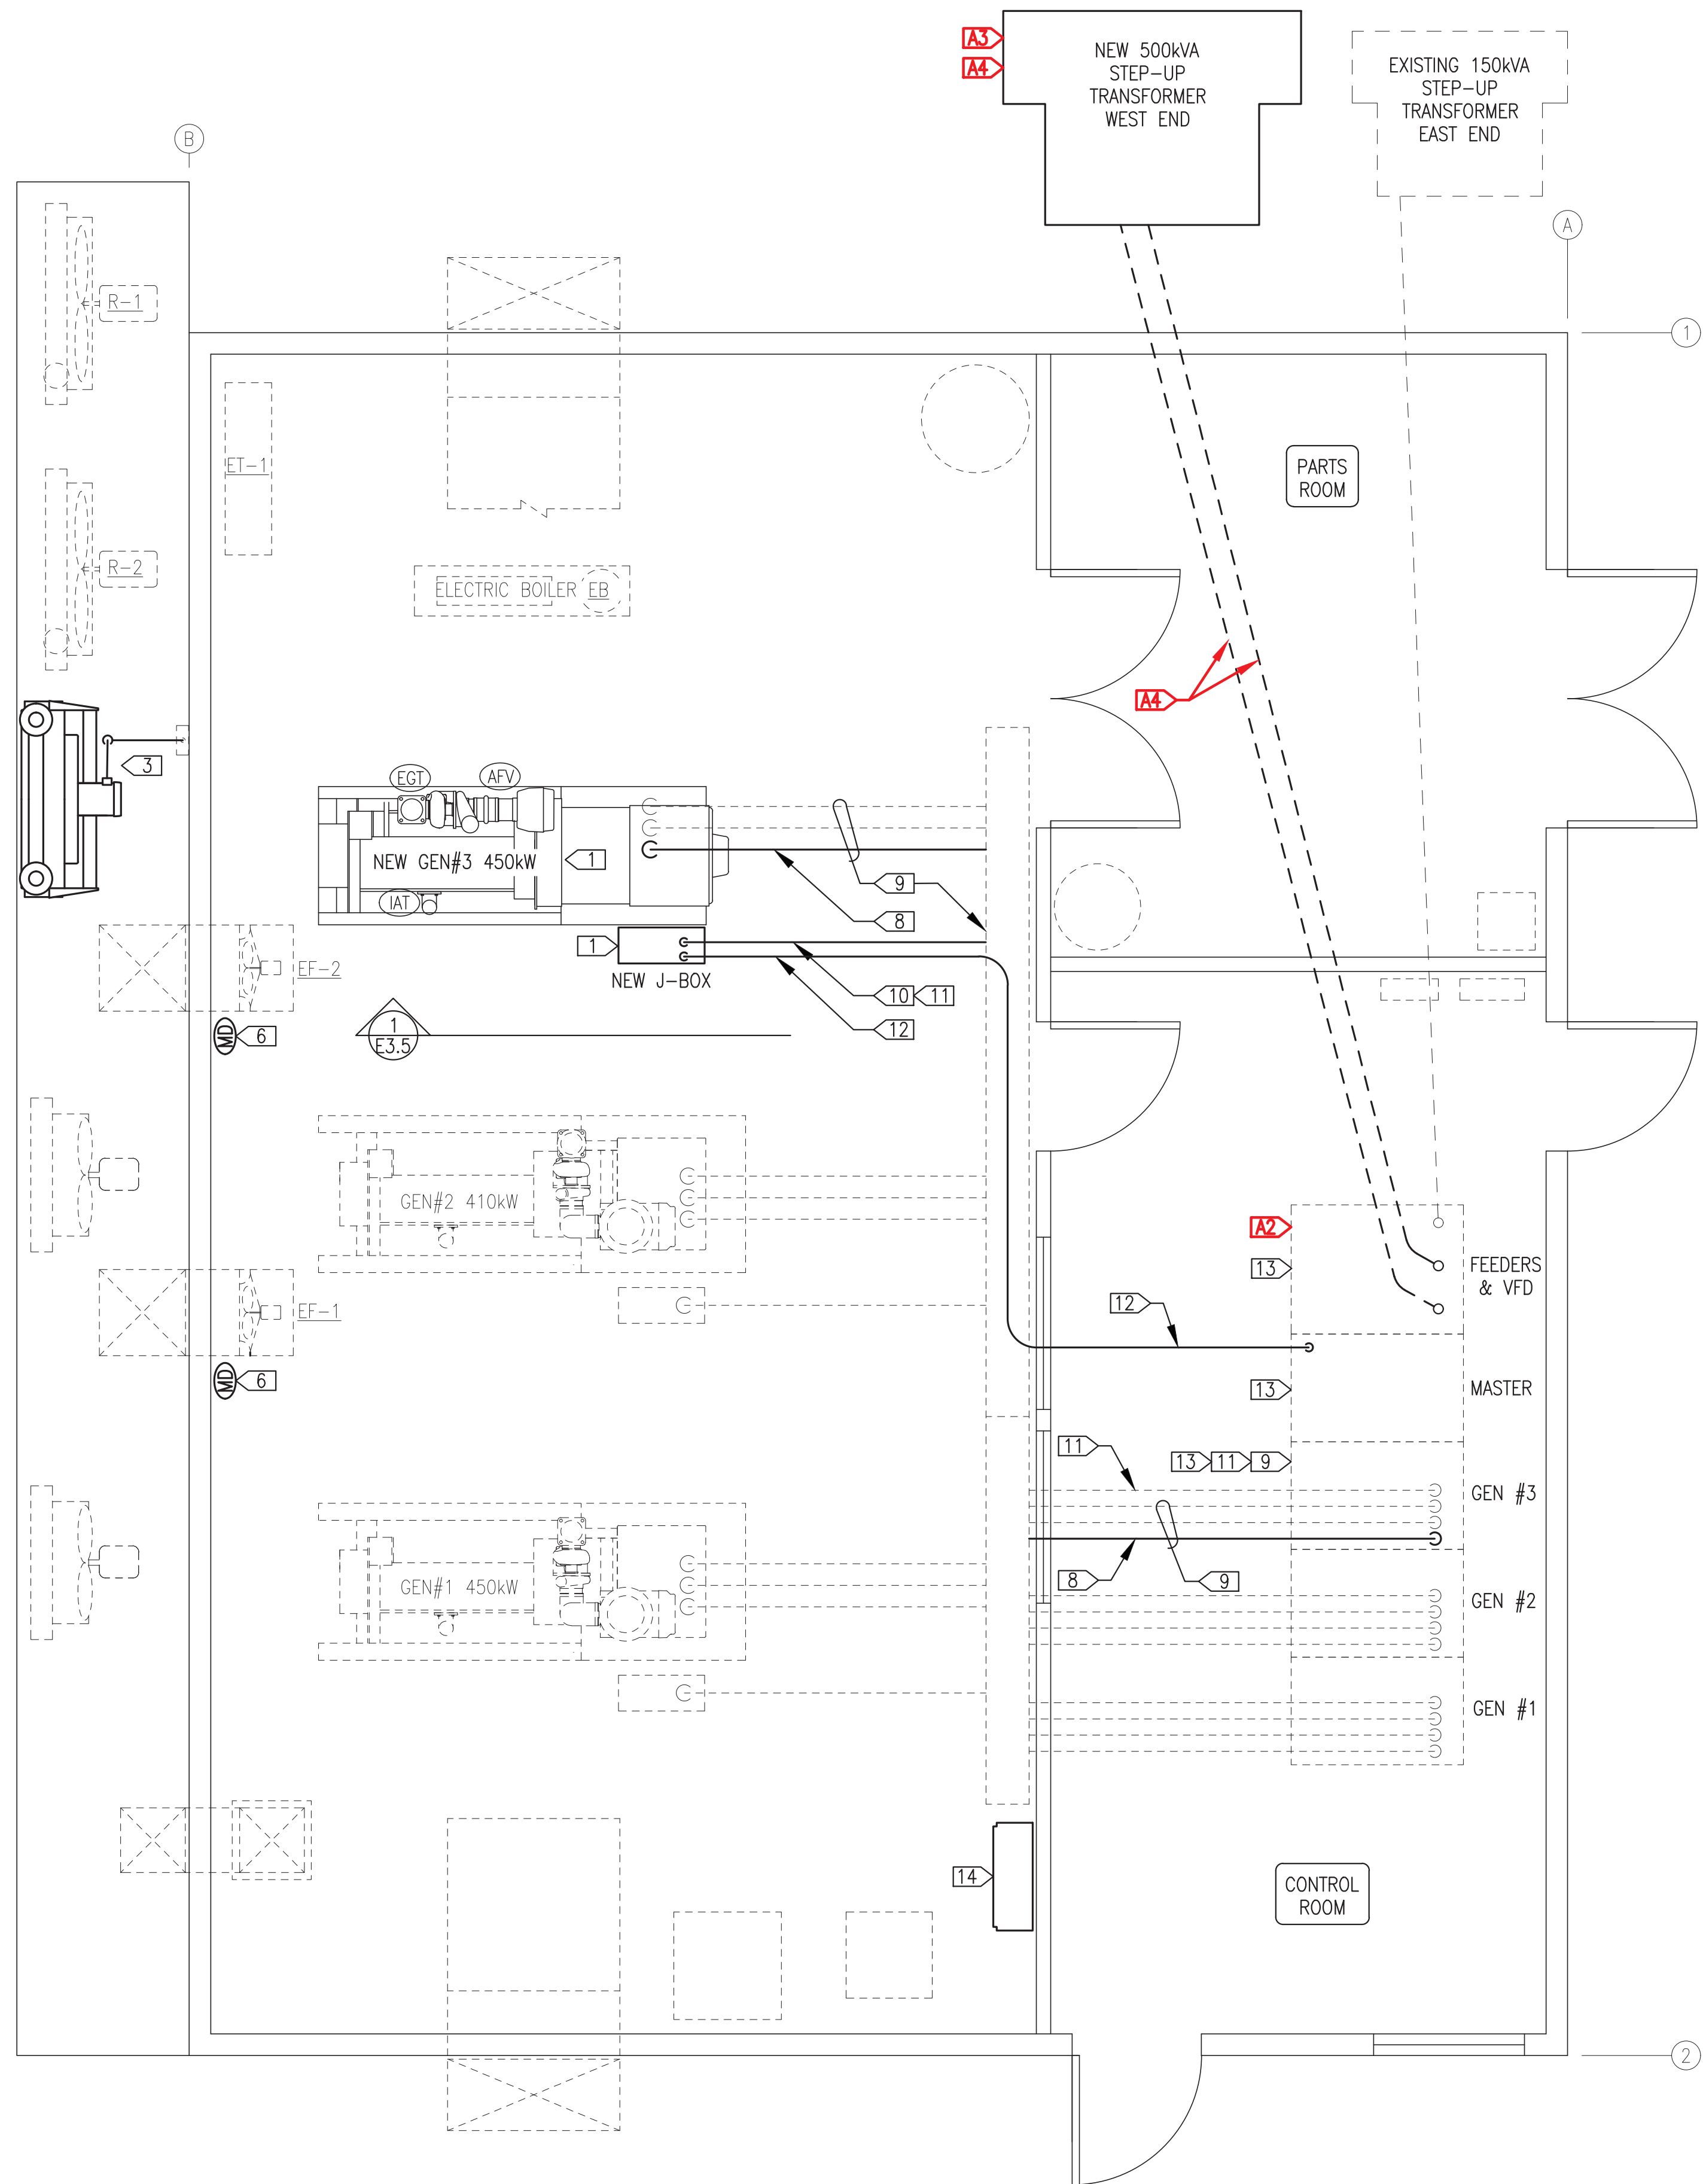 A3
A4
NEW 500kVA
STEP-UP
TRANSFORMER
WEST END
EXISTING 150kVA
STEP-UP
TRANSFORMER
EAST END
B
A
1
R-1
ET-1
PARTS
ROOM
R-2
ELECTRIC BOILER EB
A4
3
EGT
AFV
NEW GEN#3 450kW
1
9
IAT
8
1
EF-2
NEW J-BOX
10
11
12
MD
6
1
E3.5
GEN#2 410kW
A2
13
FEEDERS
& VFD
12
EF-1
MD
6
13
MASTER
11
13
11
9
GEN #3
GEN#1 450kW
8
9
GEN #2
GEN #1
14
CONTROL
ROOM
2